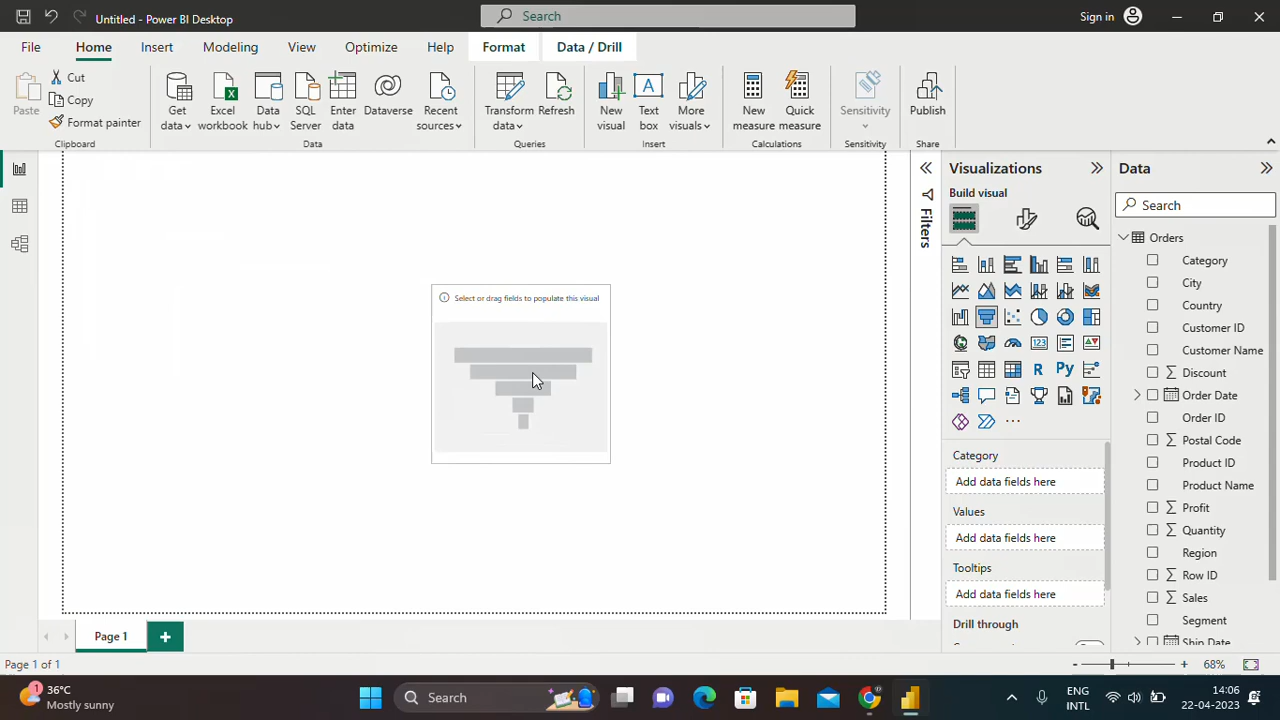 Untitled - Power BI Desktop
Search
Sign in
File
Home
Insert
Modeling
View
Optimize
Help
Format
Data / Drill
Paste
Cut
Copy
Format painter
Clipboard
Get data
Excel workbook
Data hub
SQL Server
Enter data
Dataverse
Recent sources
Data
Transform data
Refresh
Queries
New visual
Text box
More visuals
Insert
New measure
Quick measure
Calculations
Sensitivity
Sensitivity
Publish
Share
Select or drag fields to populate this visual
Filters
Visualizations
Build visual
123
R
Py
Category
Add data fields here
Values
Add data fields here
Tooltips
Add data fields here
Drill through
Data
Search
Orders
Category
City
Country
Customer ID
Customer Name
Discount
Order Date
Order ID
Postal Code
Product ID
Product Name
Profit
Quantity
Region
Row ID
Sales
Segment
Ship Date
Page 1
Page 1 of 1
68%
1
36°C
Mostly sunny
Search
ENG
INTL
14:06
22-04-2023